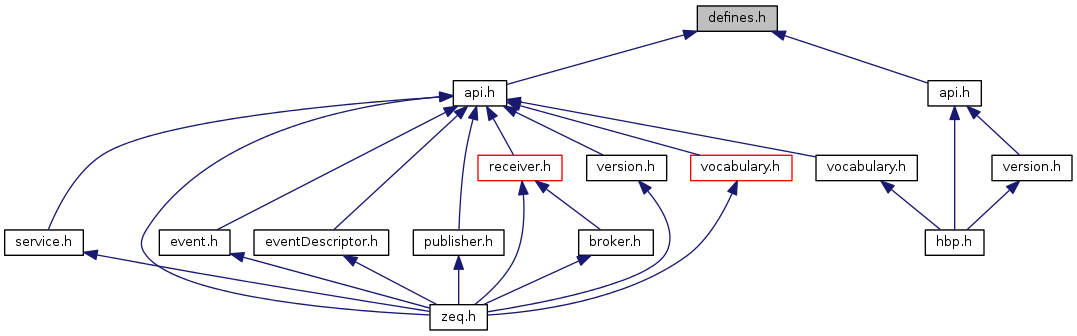 defines.h
api.h
api.h
receiver.h
version.h
vocabulary.h
vocabulary.h
version.h
service.h
event.h
eventDescriptor.h
publisher.h
broker.h
hbp.h
zeq.h